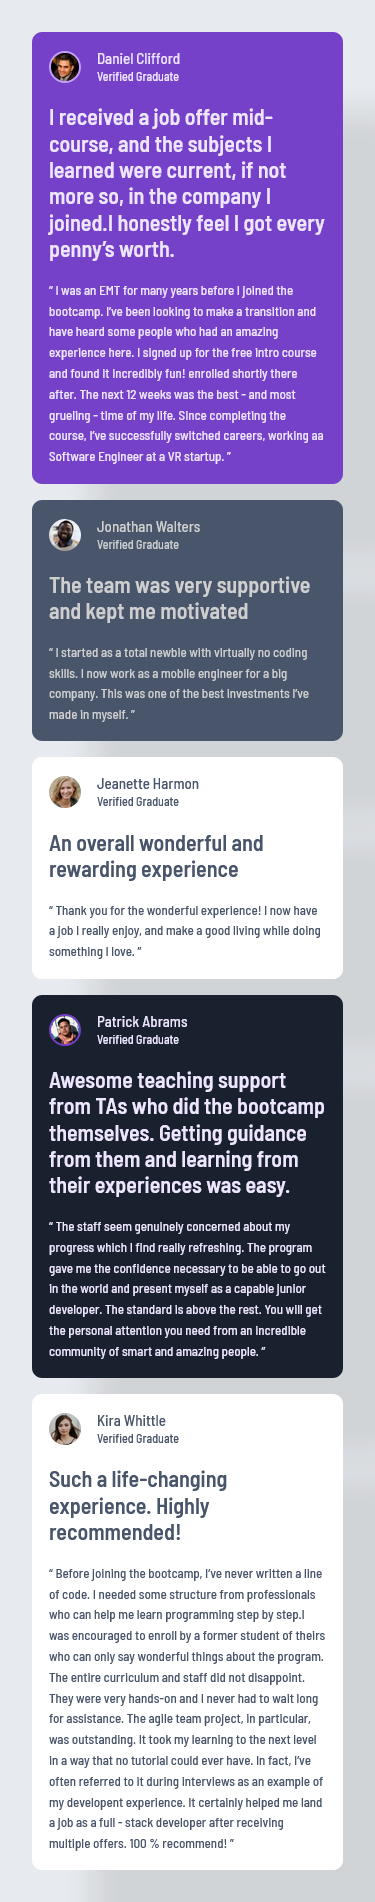 Daniel Clifford
Verified Graduate
I received a job offer mid-
course, and the subjects I
learned were current, if not
more so, in the company I
joined.I honestly feel I got every
penny’s worth.
“ I was an EMT for many years before I joined the
bootcamp. I’ve been looking to make a transition and
have heard some people who had an amazing
experience here. I signed up for the free intro course
and found it incredibly fun! enrolled shortly there
after. The next 12 weeks was the best - and most
grueling - time of my life. Since completing the
course, I’ve successfully switched careers, working aa
Software Engineer at a VR startup. ”
Jonathan Walters
Verified Graduate
The team was very supportive
and kept me motivated
“ I started as a total newbie with virtually no coding
skills. I now work as a mobile engineer for a big
company. This was one of the best investments I’ve
made in myself. ”
Jeanette Harmon
Verified Graduate
An overall wonderful and
rewarding experience
“ Thank you for the wonderful experience! I now have
a job I really enjoy, and make a good living while doing
something I love. ”
Patrick Abrams
Verified Graduate
Awesome teaching support
from TAs who did the bootcamp
themselves. Getting guidance
from them and learning from
their experiences was easy.
“ The staff seem genuinely concerned about my
progress which I find really refreshing. The program
gave me the confidence necessary to be able to go out
in the world and present myself as a capable junior
developer. The standard is above the rest. You will get
the personal attention you need from an incredible
community of smart and amazing people. “
Kira Whittle
Verified Graduate
Such a life-changing
experience. Highly
recommended!
“ Before joining the bootcamp, I’ve never written a line
of code. I needed some structure from professionals
who can help me learn programming step by step.I
was encouraged to enroll by a former student of theirs
who can only say wonderful things about the program.
The entire curriculum and staff did not disappoint.
They were very hands-on and I never had to wait long
for assistance. The agile team project, in particular,
was outstanding. It took my learning to the next level
in a way that no tutorial could ever have. In fact, I’ve
often referred to it during interviews as an example of
my developent experience. It certainly helped me land
a job as a full - stack developer after receiving
multiple offers. 100 % recommend! ”